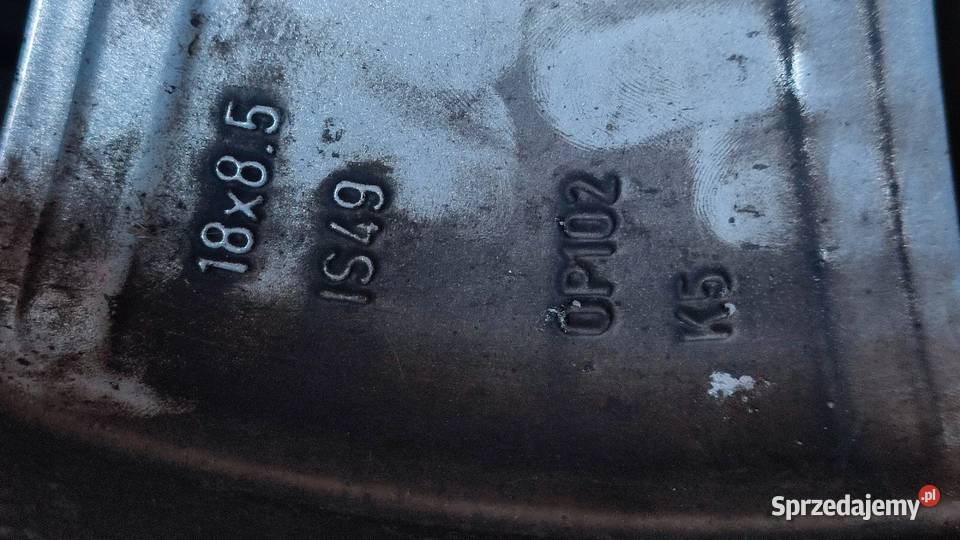 18x8.5
IS49
OP102
K5
Sprzedajemy.pl